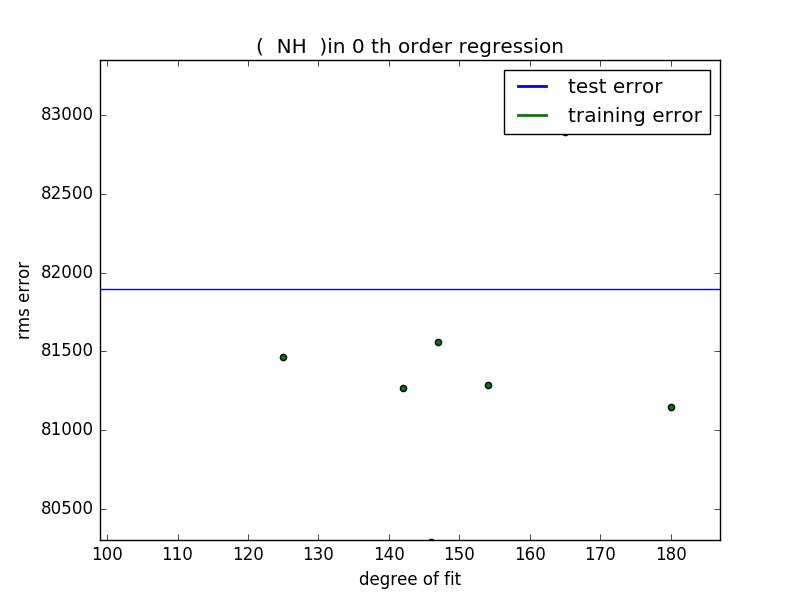 (  NH  )in 0 th order regression
test error
training error
83000
82500
82000
81500
81000
80500
rms error
100 110 120 130 140 150 160 170 180
degree of fit